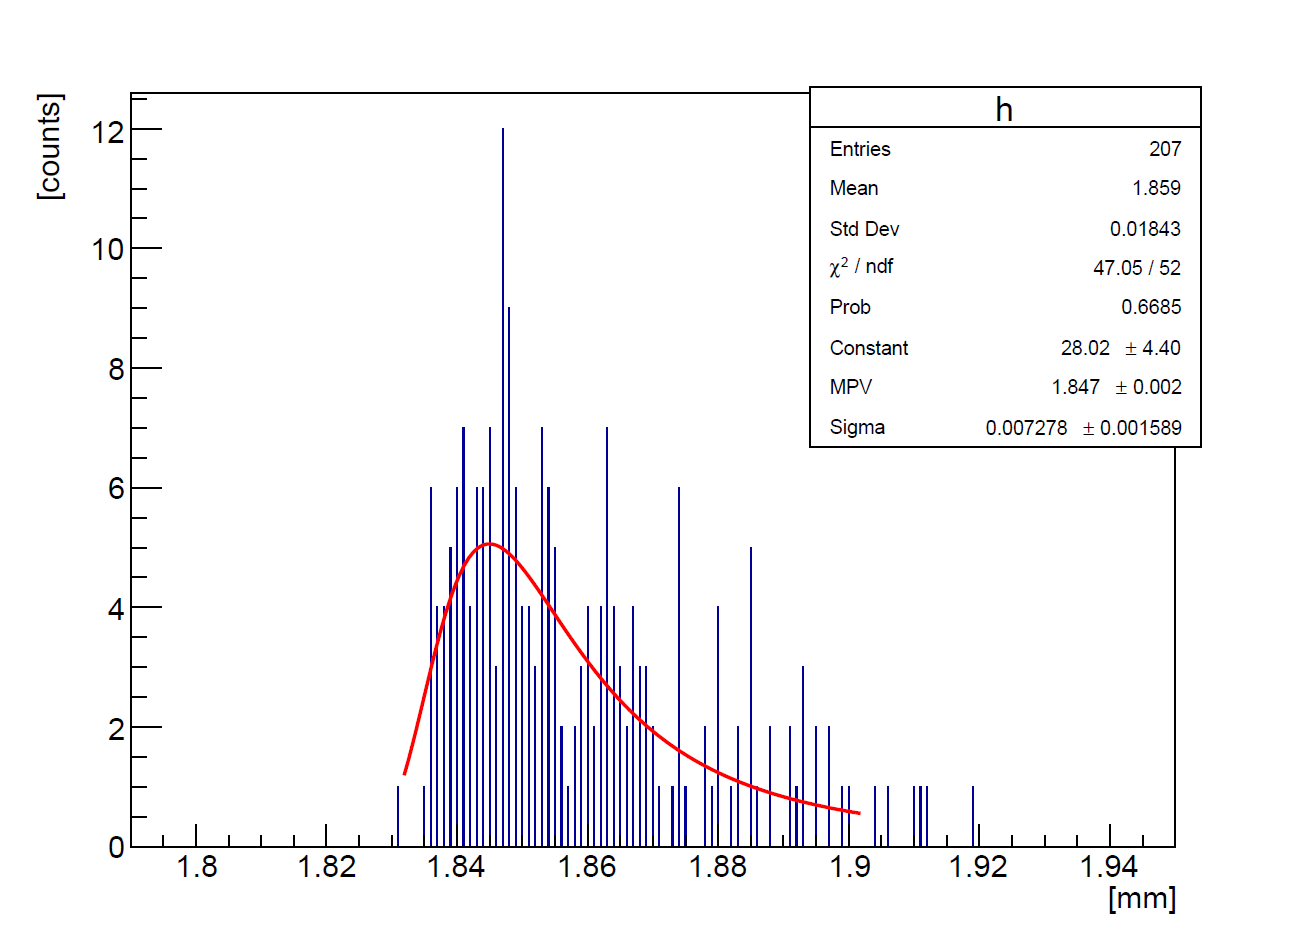 [counts]
12
10
8
6
4
2
0
1.8 1.82 1.84 1.86 1.88 1.9 1.92 1.94
[mm]
h
Entries 207
Mean 1.859
Std Dev 0.01843
χ² / ndf 47.05 / 52
Prob 0.6685
Constant 28.02 ± 4.40
MPV 1.847 ± 0.002
Sigma 0.007278 ± 0.001589